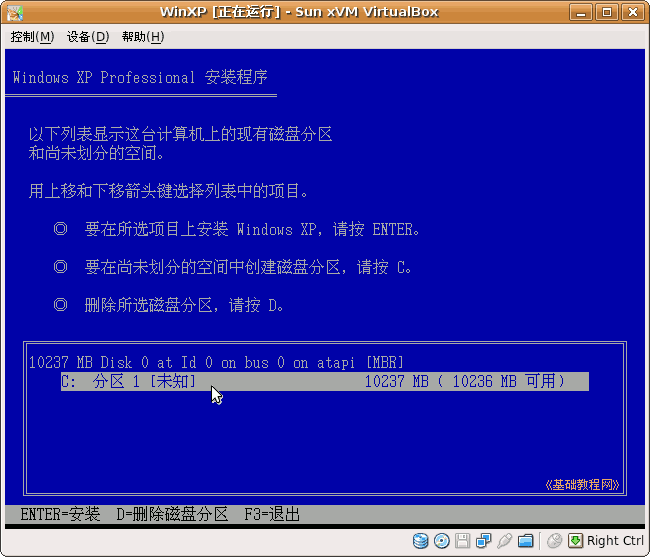 WinXP [正在运行] - Sun xVM VirtualBox
控制(M) 设备(D) 帮助(H)
Windows XP Professional 安装程序
以下列表显示这台计算机上的现有磁盘分区
和尚未划分的空间。
用上移和下移箭头键选择列表中的项目。
◎ 要在所选项目上安装 Windows XP，请按 ENTER。
◎ 要在尚未划分的空间中创建磁盘分区，请按 C。
◎ 删除所选磁盘分区，请按 D。
10237 MB Disk 0 at Id 0 on bus 0 on atapi [MBR]
C: 分区 1 [未知] 10237 MB ( 10236 MB 可用)
《基础教程网》
ENTER=安装 D=删除磁盘分区 F3=退出
Right Ctrl